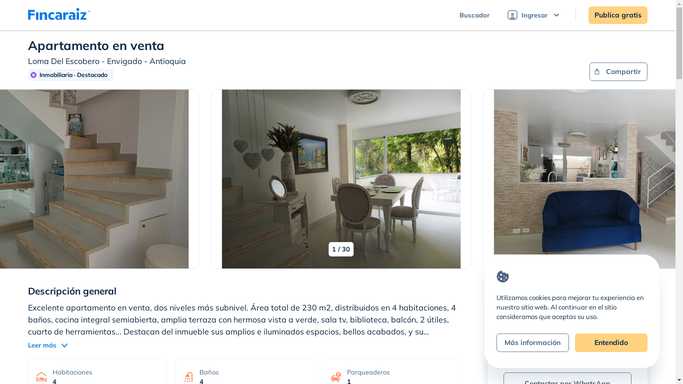 Fincaraiz
Buscador
Ingresar
Publica gratis
Apartamento en venta
Loma Del Escobero - Envigado - Antioquia
Inmobiliaria · Destacado
Compartir
1 / 30
Descripción general
Excelente apartamento en venta, dos niveles más subnivel. Área total de 230 m2, distribuidos en 4 habitaciones, 4
baños, cocina integral semiabierta, amplia terraza con hermosa vista a verde, sala tv, biblioteca, balcón, 2 útiles,
cuarto de herramientas... Destacan del inmueble sus amplios e iluminados espacios, bellos acabados, y su...
Leer más
Habitaciones
4
Baños
4
Parqueaderos
1
Utilizamos cookies para mejorar tu experiencia en
nuestro sitio web. Al continuar en el sitio
consideramos que aceptas su uso.
Más información
Entendido
Contactar por WhatsApp